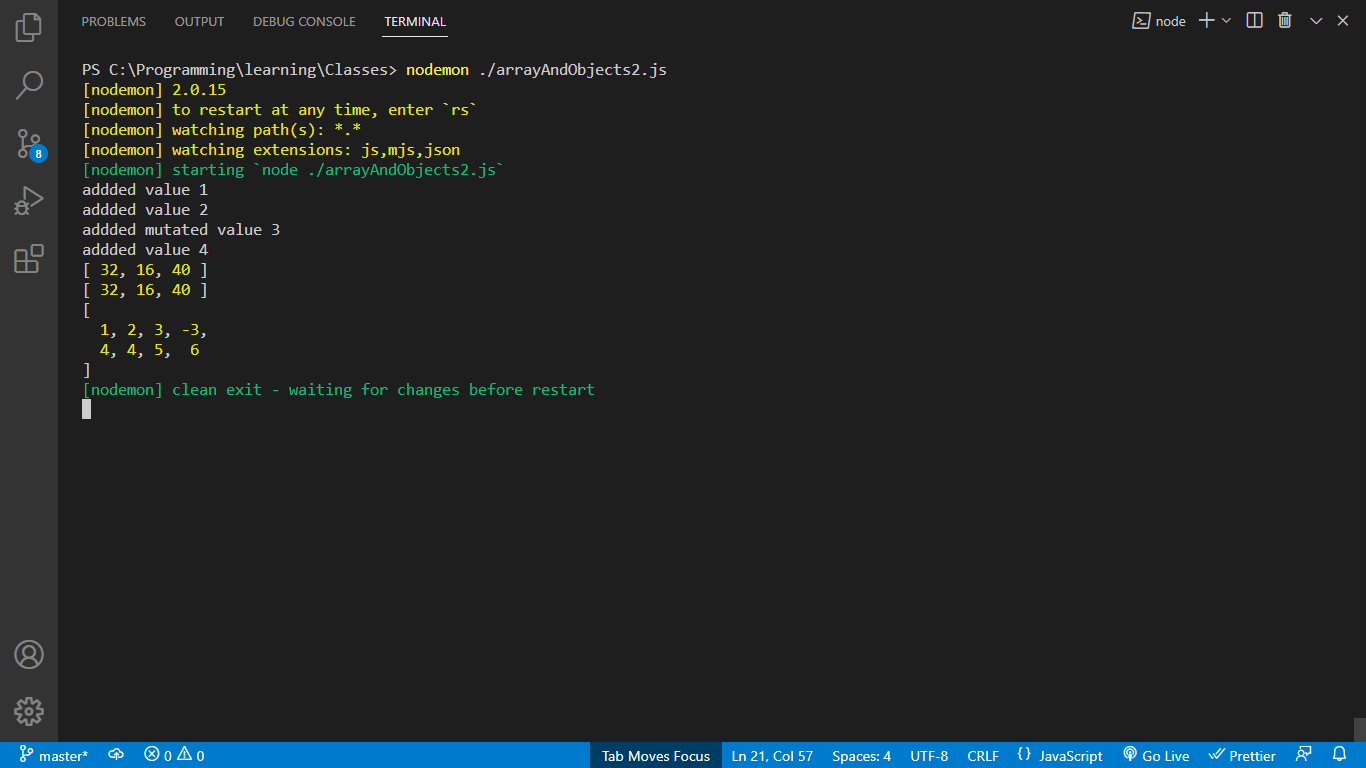 PROBLEMS OUTPUT DEBUG CONSOLE TERMINAL node
PS C:\Programming\learning\Classes> nodemon ./arrayAndObjects2.js
[nodemon] 2.0.15
[nodemon] to restart at any time, enter `rs`
[nodemon] watching path(s): *.*
[nodemon] watching extensions: js,mjs,json
[nodemon] starting `node ./arrayAndObjects2.js`
addded value 1
addded value 2
addded mutated value 3
addded value 4
[ 32, 16, 40 ]
[ 32, 16, 40 ]
[
  1, 2, 3, -3,
  4, 4, 5,  6
]
[nodemon] clean exit - waiting for changes before restart
8
master* 0 0 Tab Moves Focus Ln 21, Col 57 Spaces: 4 UTF-8 CRLF {} JavaScript Go Live Prettier